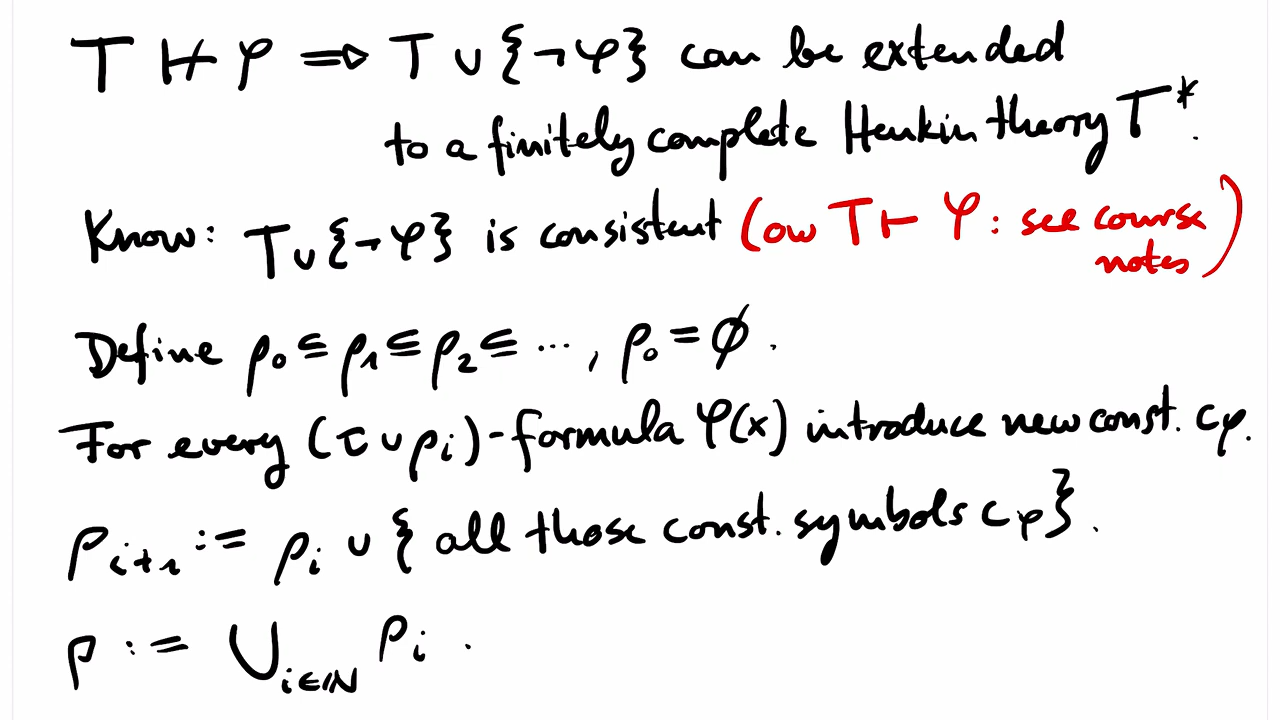 T ⊬ φ ⇒ T ∪ {¬φ} can be extended
to a finitely complete Henkin theory T*.
Know: T ∪ {¬φ} is consistent (ow T ⊢ φ: see course
notes)
Define ρ₀ ⊆ ρ₁ ⊆ ρ₂ ⊆ ..., ρ₀ = ∅.
For every (τ ∪ ρᵢ)-formula φ(x) introduce new const. c_φ.
ρᵢ₊₁ := ρᵢ ∪ { all those const. symbols c_φ}.
ρ := ⋃_{i∈ℕ} ρᵢ.